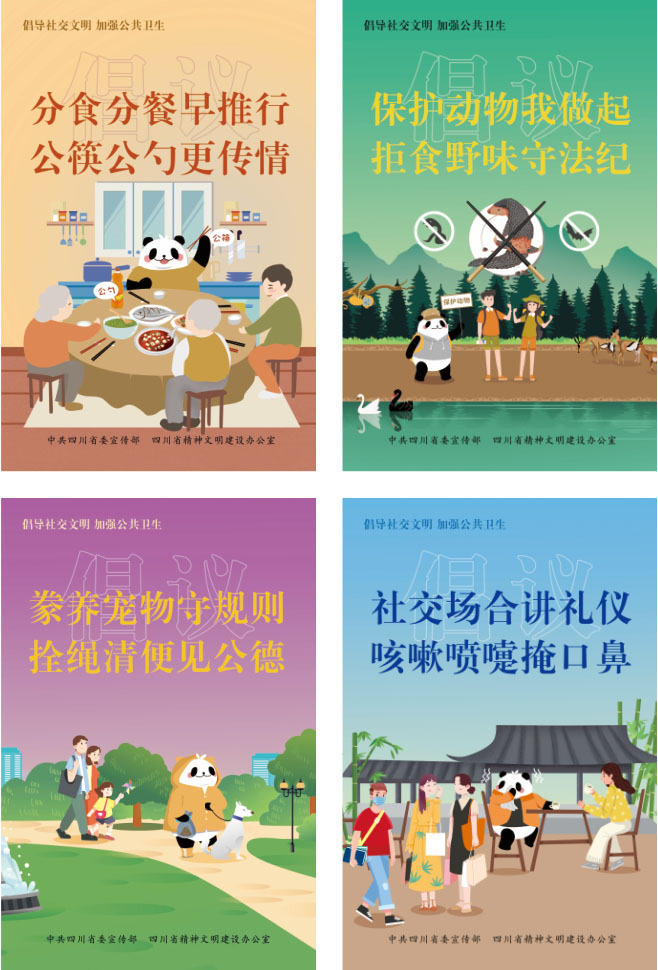 倡导社交文明 加强公共卫生
倡议
分食分餐早推行
公筷公勺更传情
公筷
公勺
中共四川省委宣传部 四川省精神文明建设办公室
倡导社交文明 加强公共卫生
倡议
保护动物我做起
拒食野味守法纪
保护动物
中共四川省委宣传部 四川省精神文明建设办公室
倡导社交文明 加强公共卫生
倡议
豢养宠物守规则
拴绳清便见公德
中共四川省委宣传部 四川省精神文明建设办公室
倡导社交文明 加强公共卫生
倡议
社交场合讲礼仪
咳嗽喷嚏掩口鼻
中共四川省委宣传部 四川省精神文明建设办公室